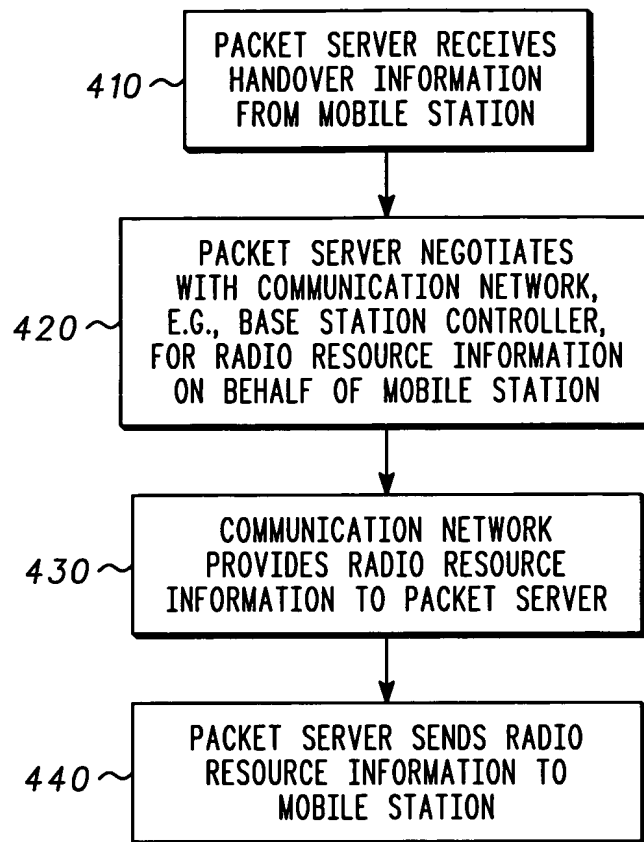 410
PACKET SERVER RECEIVES
HANDOVER INFORMATION
FROM MOBILE STATION
420
PACKET SERVER NEGOTIATES
WITH COMMUNICATION NETWORK,
E.G., BASE STATION CONTROLLER,
FOR RADIO RESOURCE INFORMATION
ON BEHALF OF MOBILE STATION
430
COMMUNICATION NETWORK
PROVIDES RADIO RESOURCE
INFORMATION TO PACKET SERVER
440
PACKET SERVER SENDS RADIO
RESOURCE INFORMATION TO
MOBILE STATION